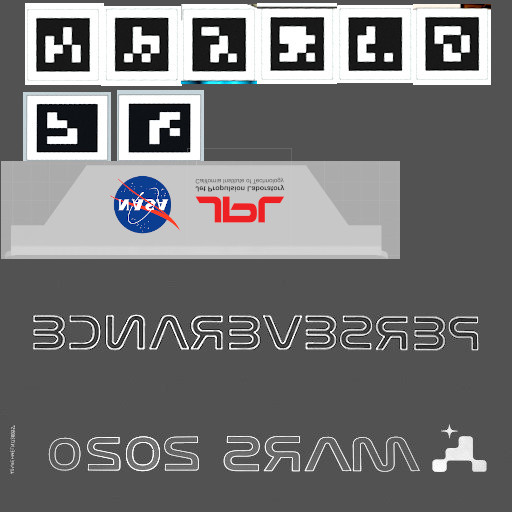 NASA
JPL
Jet Propulsion Laboratory
California Institute of Technology
PERSEVERANCE
MARS 2020